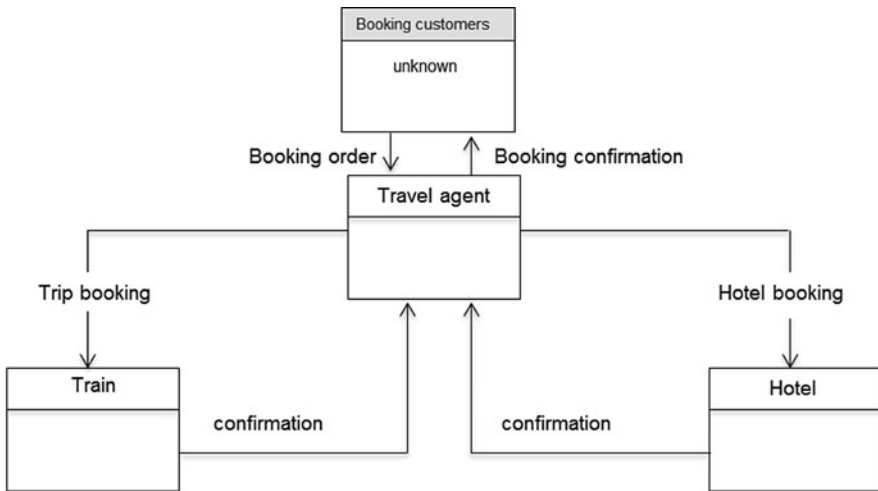 Booking customers
unknown
Booking order
Booking confirmation
Travel agent
Trip booking
Hotel booking
Train
Hotel
confirmation
confirmation